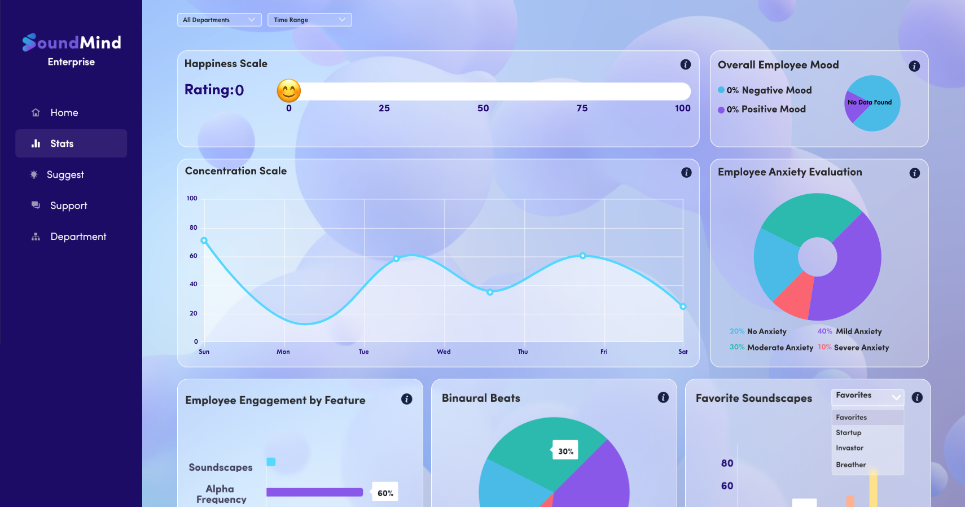 All Departments
Time Range
SoundMind
Enterprise
Home
Stats
Suggest
Support
Department
Happiness Scale
Rating:0
0 25 50 75 100
Overall Employee Mood
0% Negative Mood
0% Positive Mood
No Data Found
Concentration Scale
100
80
60
40
20
0
Sun Mon Tue Wed Thu Fri Sat
Employee Anxiety Evaluation
20% No Anxiety 40% Mild Anxiety
30% Moderate Anxiety 10% Severe Anxiety
Employee Engagement by Feature
Soundscapes
Alpha
Frequency
60%
Binaural Beats
30%
Favorite Soundscapes
Favorites
Favorites
Startup
Investor
Breather
80
60